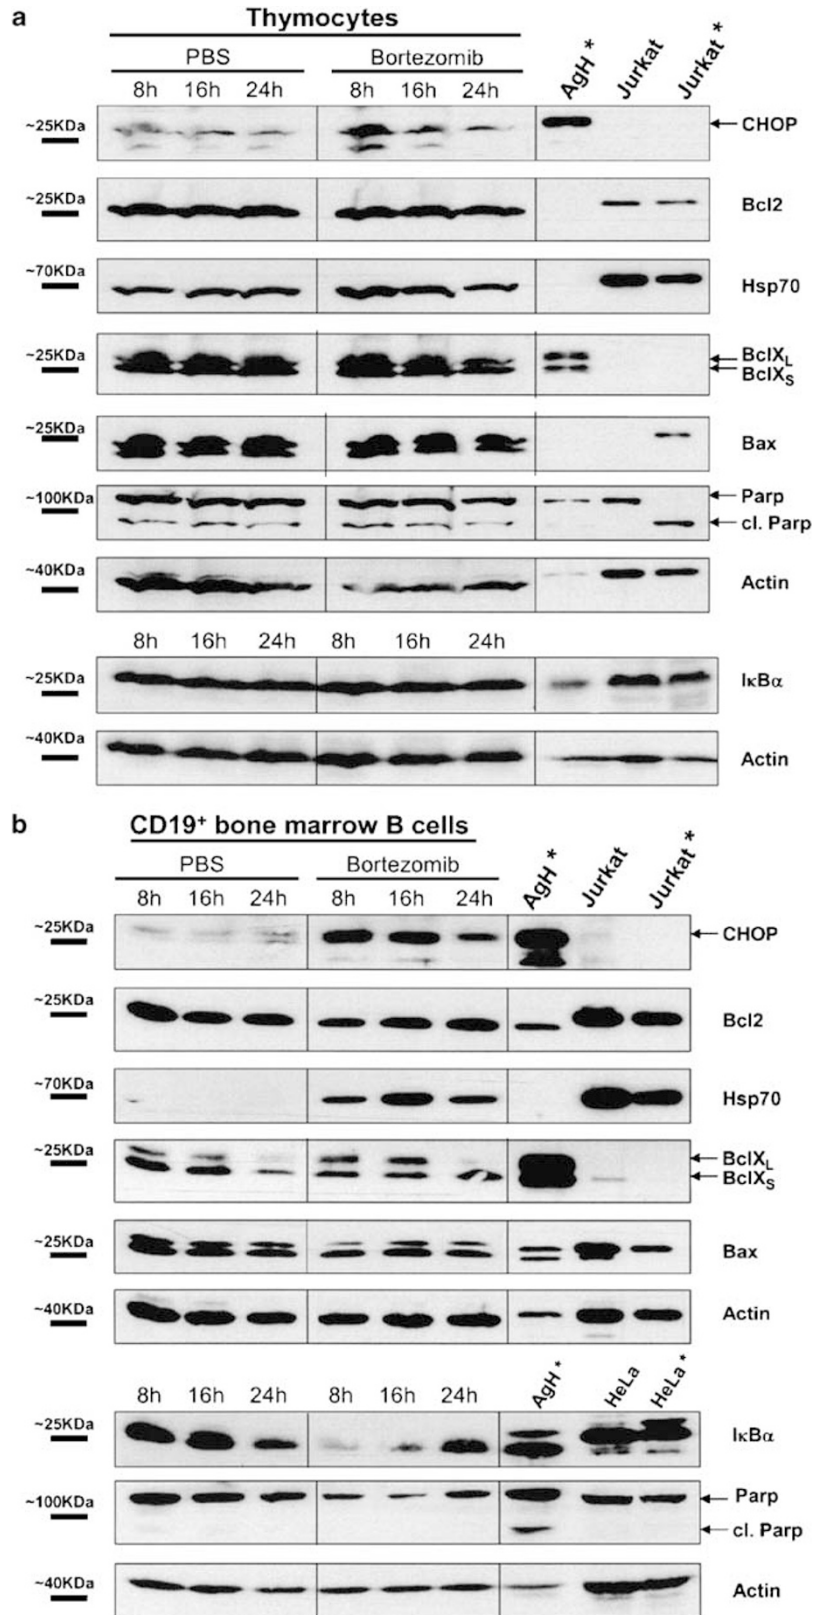 a
Thymocytes
PBS Bortezomib AgH * Jurkat Jurkat *
8h 16h 24h 8h 16h 24h
~25KDa CHOP
~25KDa Bcl2
~70KDa Hsp70
~25KDa BclXL
BclXS
~25KDa Bax
~100KDa Parp
cl. Parp
~40KDa Actin
8h 16h 24h 8h 16h 24h
~25KDa IκBα
~40KDa Actin
b
CD19+ bone marrow B cells
PBS Bortezomib AgH * Jurkat Jurkat *
8h 16h 24h 8h 16h 24h
~25KDa CHOP
~25KDa Bcl2
~70KDa Hsp70
~25KDa BclXL
BclXS
~25KDa Bax
~40KDa Actin
8h 16h 24h 8h 16h 24h AgH * HeLa HeLa *
~25KDa IκBα
~100KDa Parp
cl. Parp
~40KDa Actin